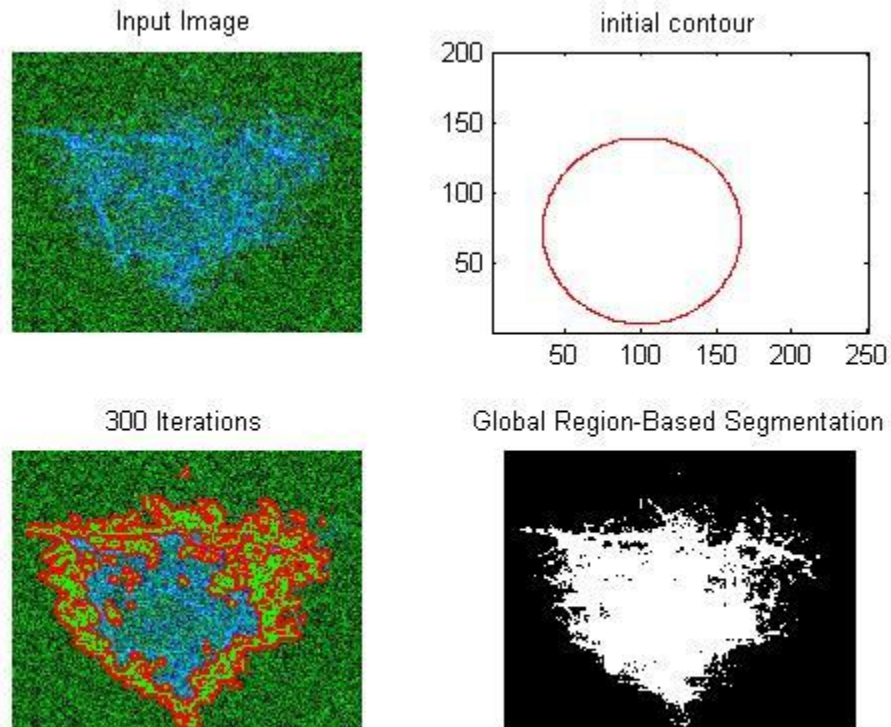 Input Image
initial contour
200
150
100
50
50 100 150 200 250
300 Iterations
Global Region-Based Segmentation